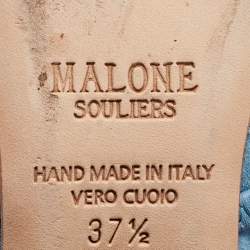 MALONE
SOULIERS
HAND MADE IN ITALY
VERO CUOIO
37½